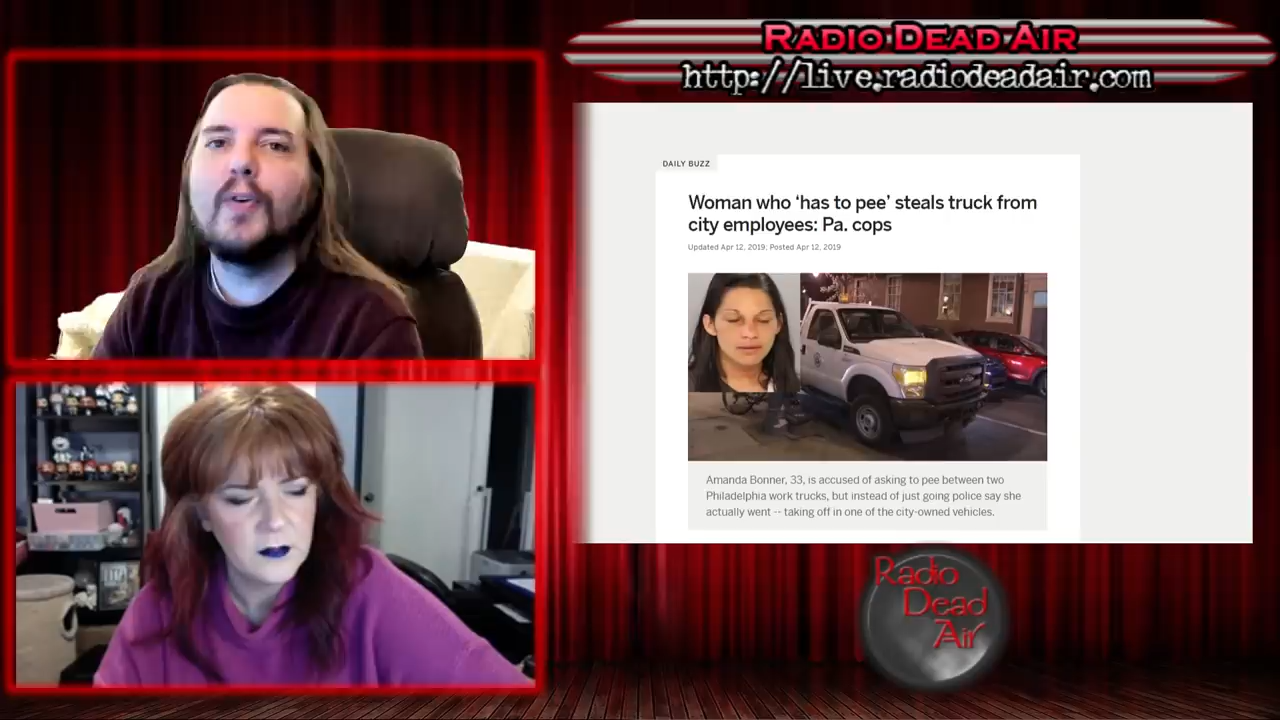 RADIO DEAD AIR
http://live.radiodeadair.com
DAILY BUZZ
Woman who ‘has to pee’ steals truck from
city employees: Pa. cops
Updated Apr 12, 2019; Posted Apr 12, 2019
Amanda Bonner, 33, is accused of asking to pee between two
Philadelphia work trucks, but instead of just going police say she
actually went -- taking off in one of the city-owned vehicles.
Radio
Dead
Air